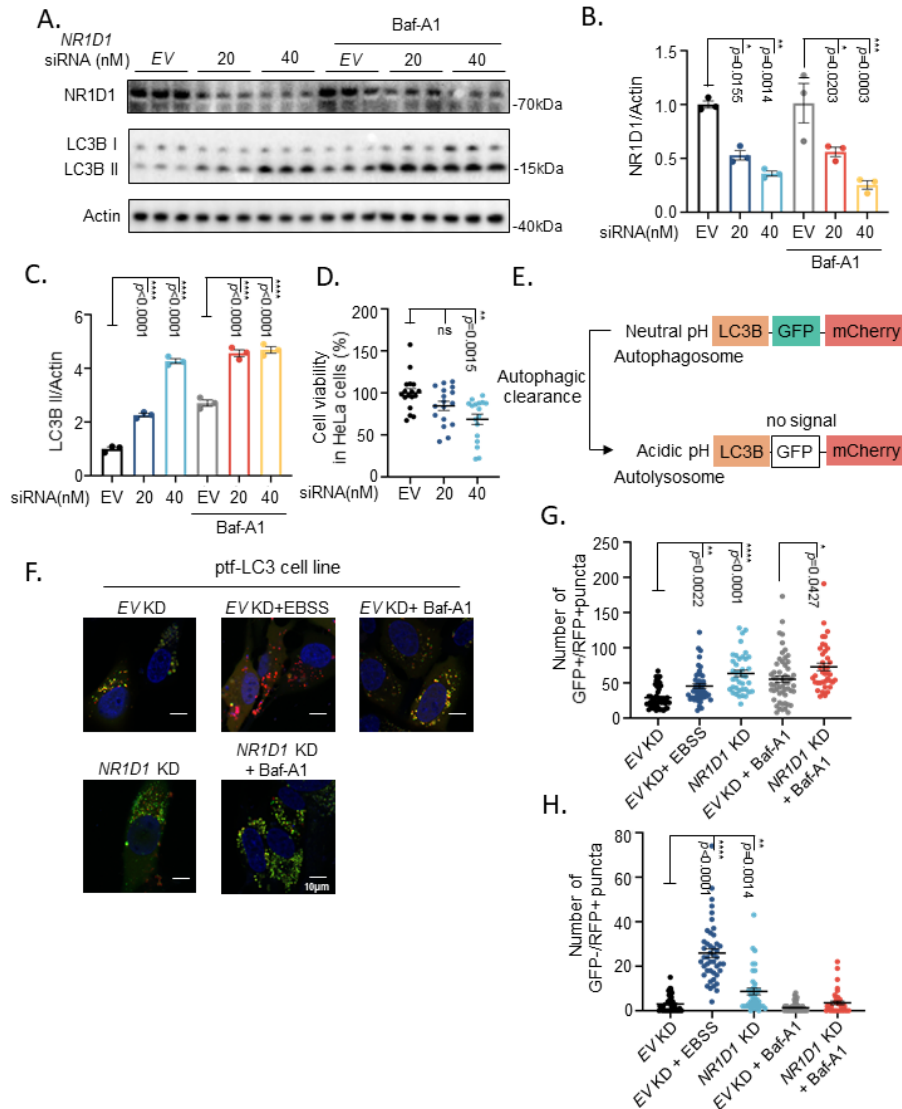 A.
Baf-A1
NR1D1
siRNA (nM)
EV 20 40 EV 20 40
NR1D1
-70kDa
LC3B I
LC3B II
-15kDa
Actin
-40kDa
B.
NR1D1/Actin
1.5
1.0
0.5
0.0
* p=0.0155
** p=0.0014
* p=0.0203
*** p=0.0003
siRNA(nM) EV 20 40 EV 20 40
Baf-A1
C.
LC3B II/Actin
6
4
2
0
**** p<0.0001
**** p<0.0001
**** p<0.0001
**** p<0.0001
siRNA(nM) EV 20 40 EV 20 40
Baf-A1
D.
Cell viability
in HeLa cells (%)
200
150
100
50
0
ns
** p=0.0015
siRNA(nM) EV 20 40
E.
Autophagic
clearance
Neutral pH LC3B GFP mCherry
Autophagosome
no signal
Acidic pH LC3B GFP mCherry
Autolysosome
F.
ptf-LC3 cell line
EV KD
EV KD+EBSS
EV KD+ Baf-A1
NR1D1 KD
NR1D1 KD
+ Baf-A1
10μm
G.
Number of
GFP+/RFP+puncta
250
200
150
100
50
0
** p=0.0022
**** p<0.0001
* p=0.0427
EV KD
EV KD+ EBSS
NR1D1 KD
EV KD + Baf-A1
NR1D1 KD
+ Baf-A1
H.
Number of
GFP-/RFP+ puncta
80
60
40
20
0
**** p<0.0001
** p=0.0014
EV KD
EV KD + EBSS
NR1D1 KD
EV KD + Baf-A1
NR1D1 KD
+ Baf-A1